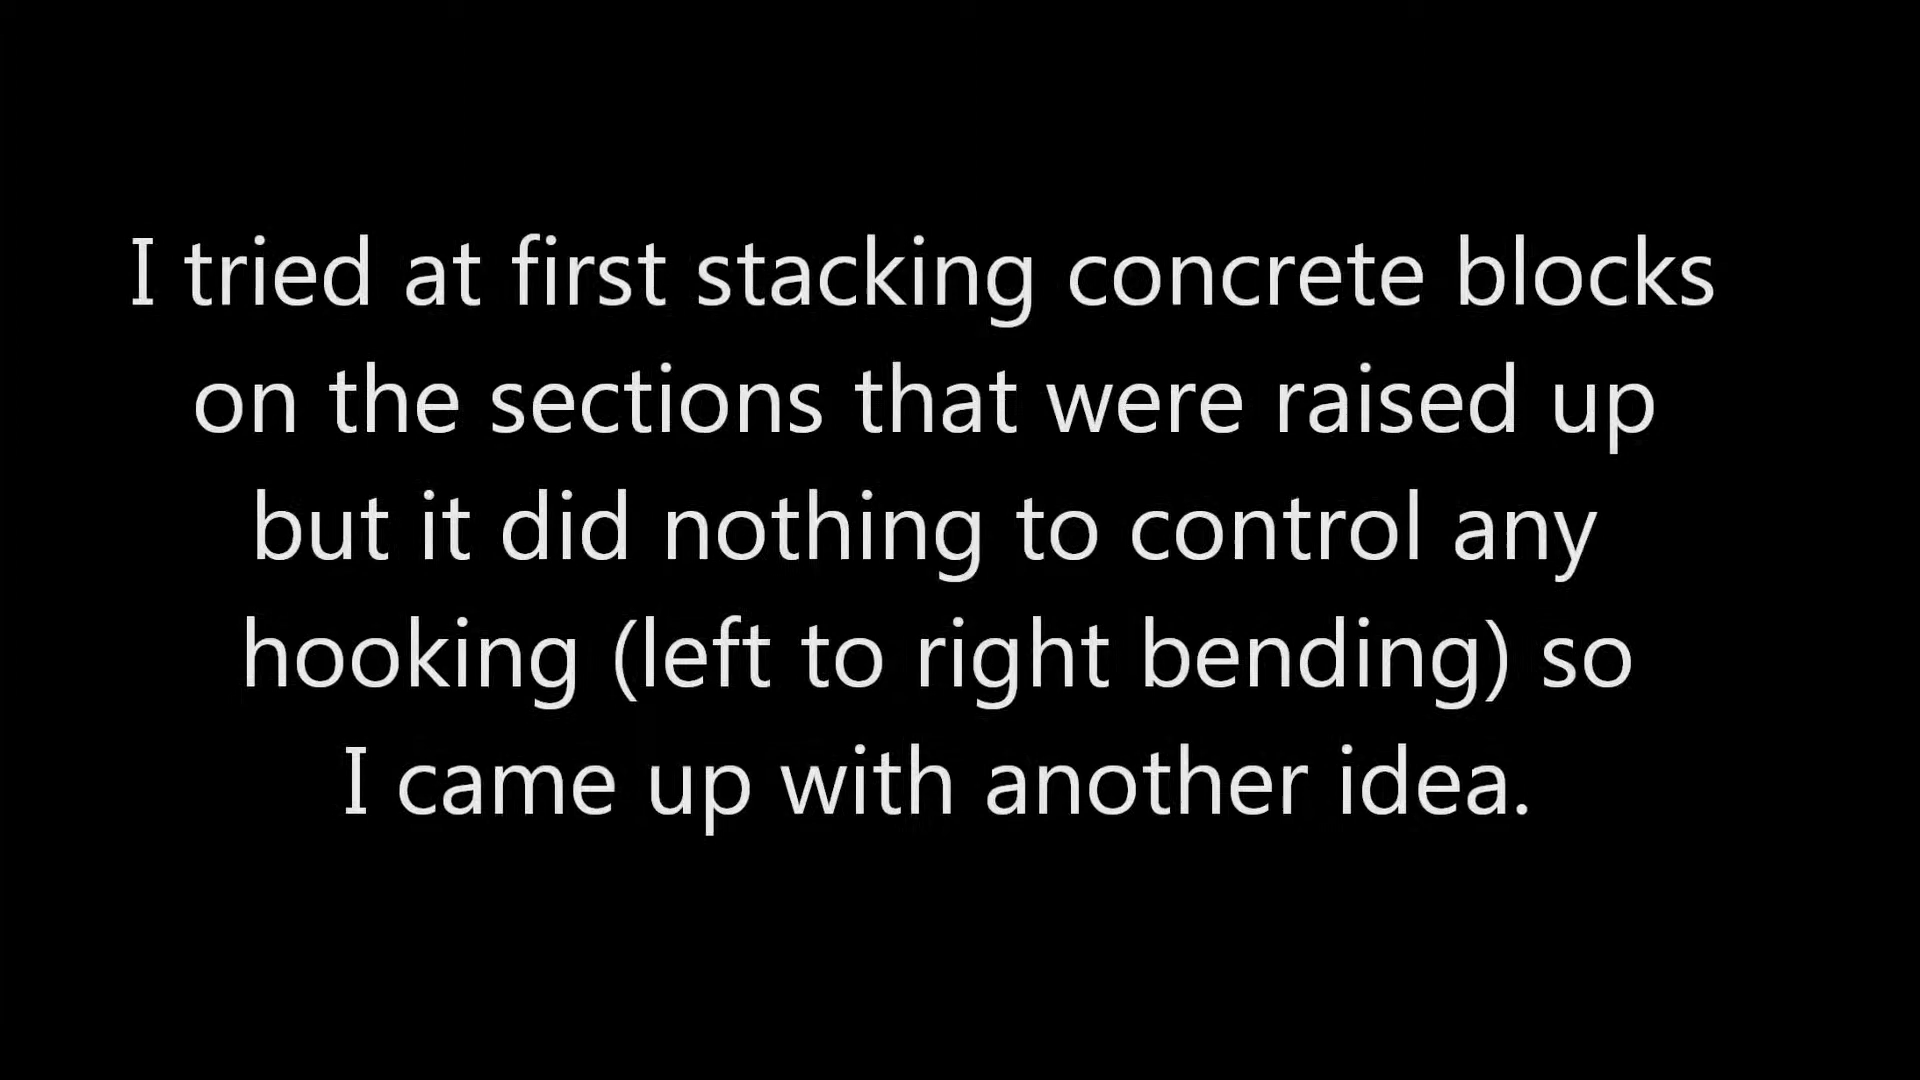 I tried at first stacking concrete blocks
on the sections that were raised up
but it did nothing to control any
hooking (left to right bending) so
I came up with another idea.